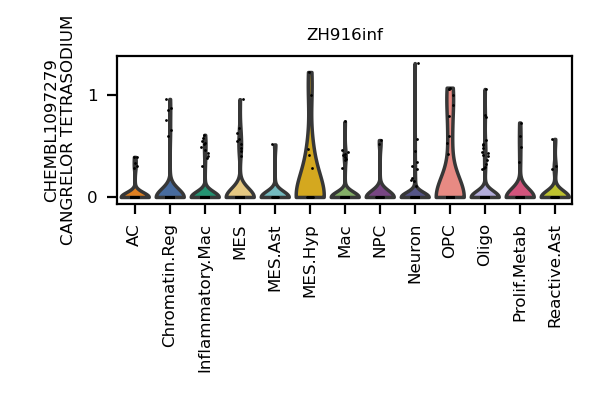 ZH916inf
CHEMBL1097279
CANGRELOR TETRASODIUM
1
0
AC
Chromatin.Reg
Inflammatory.Mac
MES
MES.Ast
MES.Hyp
Mac
NPC
Neuron
OPC
Oligo
Prolif.Metab
Reactive.Ast